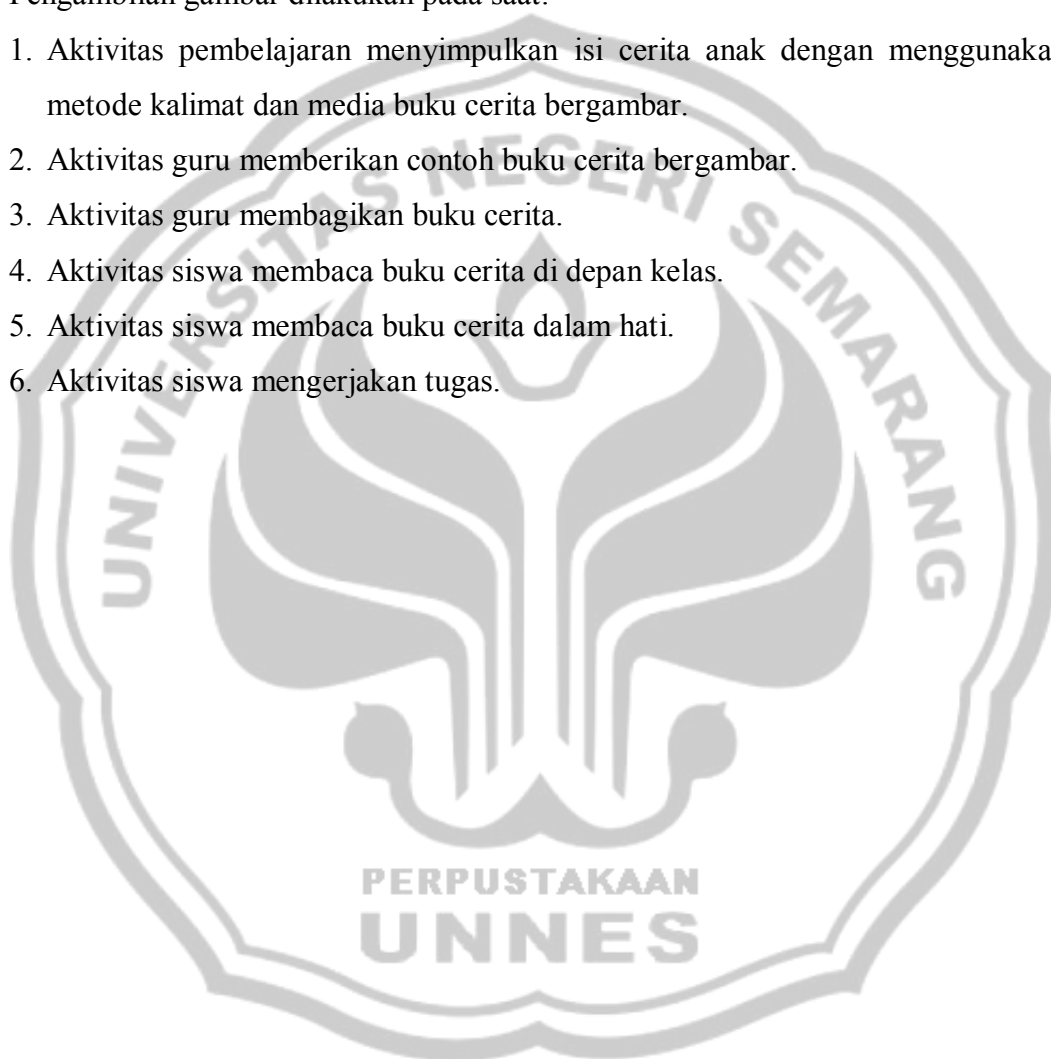 Pengambilan gambar dilakukan pada saat:
1. Aktivitas pembelajaran menyimpulkan isi cerita anak dengan menggunaka
metode kalimat dan media buku cerita bergambar.
2. Aktivitas guru memberikan contoh buku cerita bergambar.
3. Aktivitas guru membagikan buku cerita.
4. Aktivitas siswa membaca buku cerita di depan kelas.
5. Aktivitas siswa membaca buku cerita dalam hati.
6. Aktivitas siswa mengerjakan tugas.
UNIVERSITAS NEGERI SEMARANG
PERPUSTAKAAN
UNNES